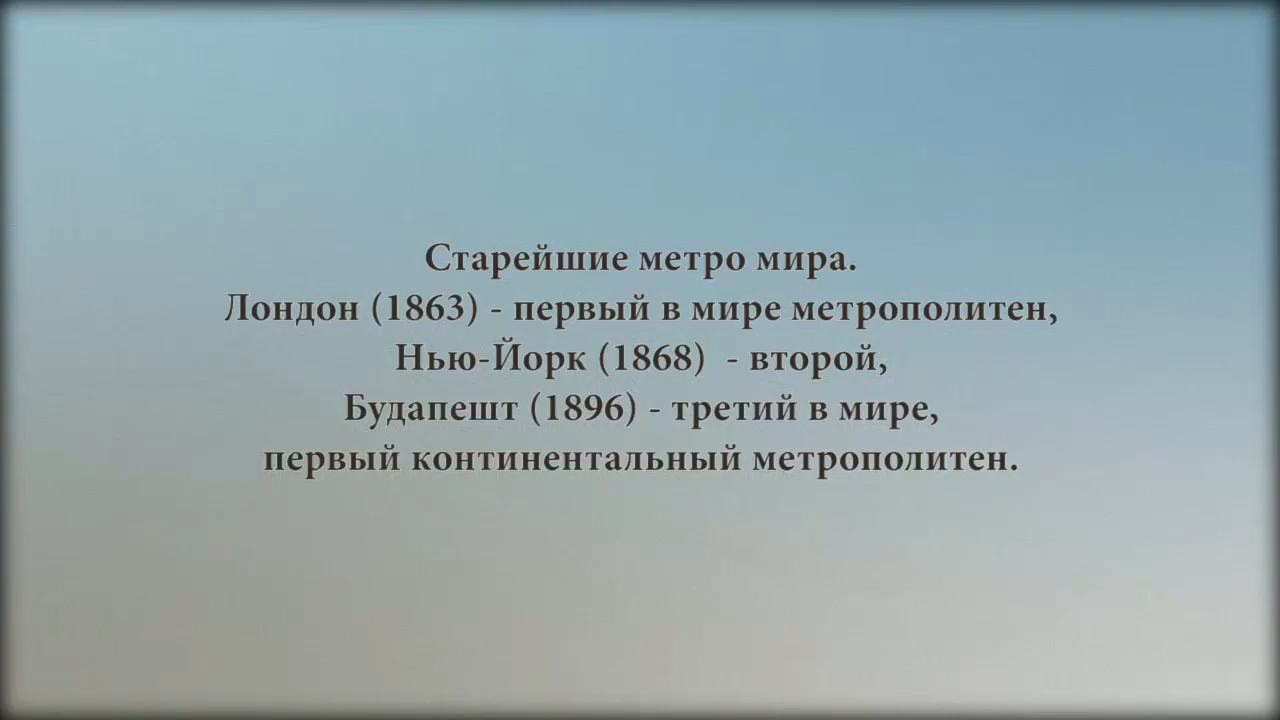 Старейшие метро мира.
Лондон (1863) - первый в мире метрополитен,
Нью-Йорк (1868)  - второй,
Будапешт (1896) - третий в мире,
первый континентальный метрополитен.